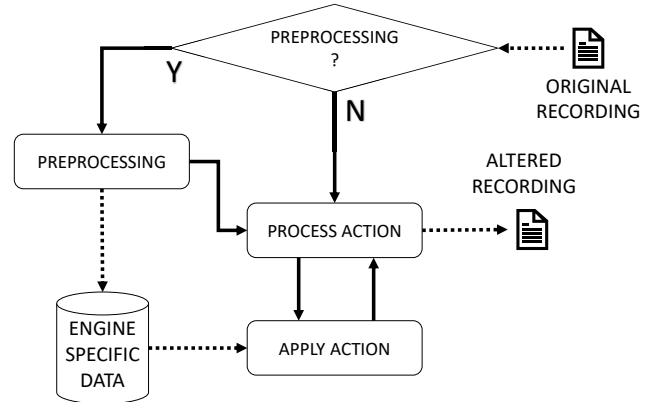 PREPROCESSING
?
ORIGINAL
RECORDING
Y
N
PREPROCESSING
ALTERED
RECORDING
PROCESS ACTION
ENGINE
SPECIFIC
DATA
APPLY ACTION